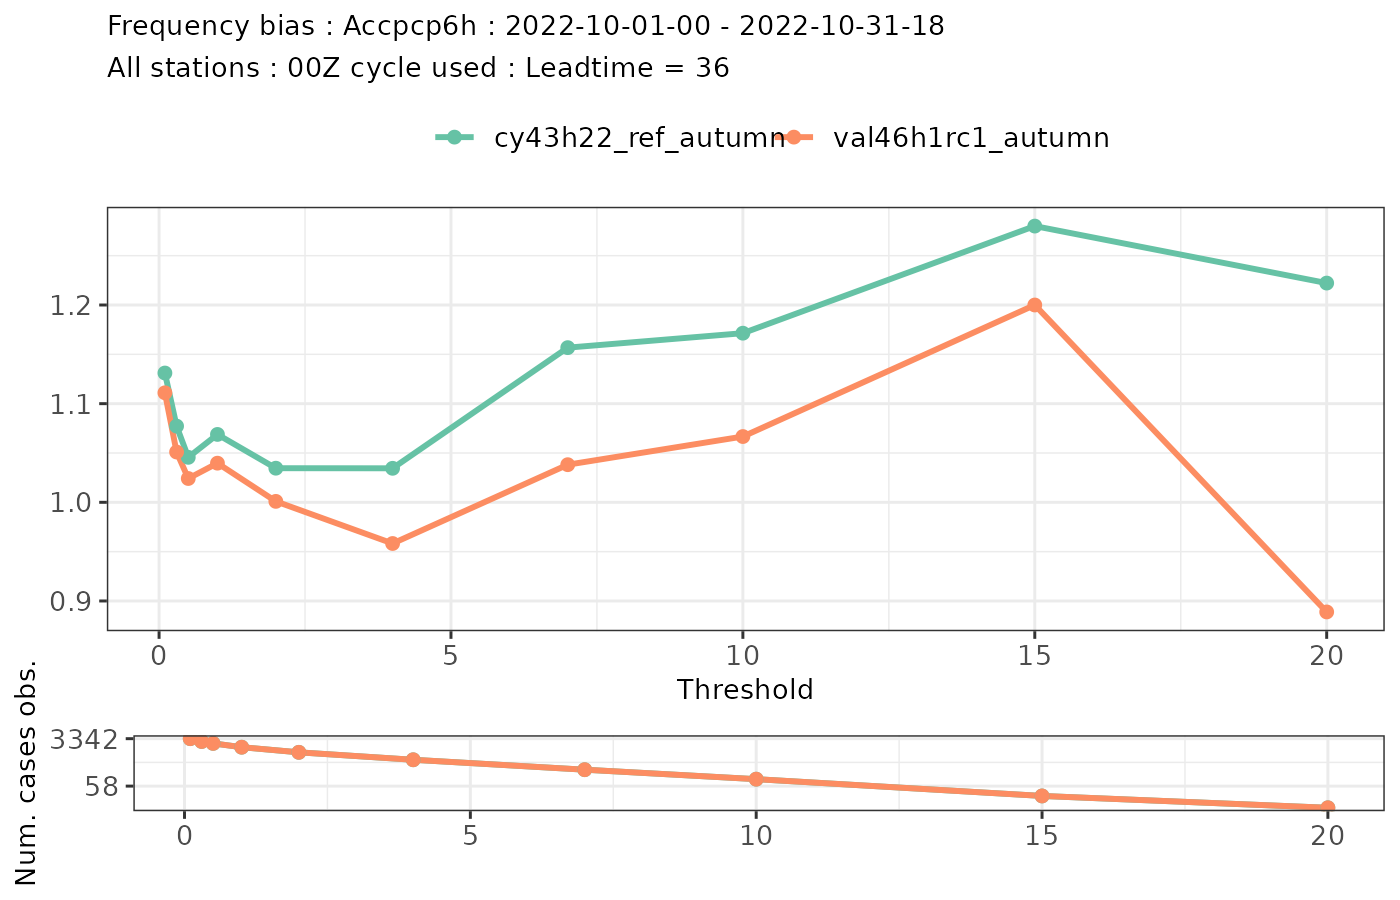 Frequency bias : Accpcp6h : 2022-10-01-00 - 2022-10-31-18
All stations : 00Z cycle used : Leadtime = 36
cy43h22_ref_autumn val46h1rc1_autumn
1.2
1.1
1.0
0.9
0 5 10 15 20
Threshold
Num. cases obs.
3342
58
0 5 10 15 20